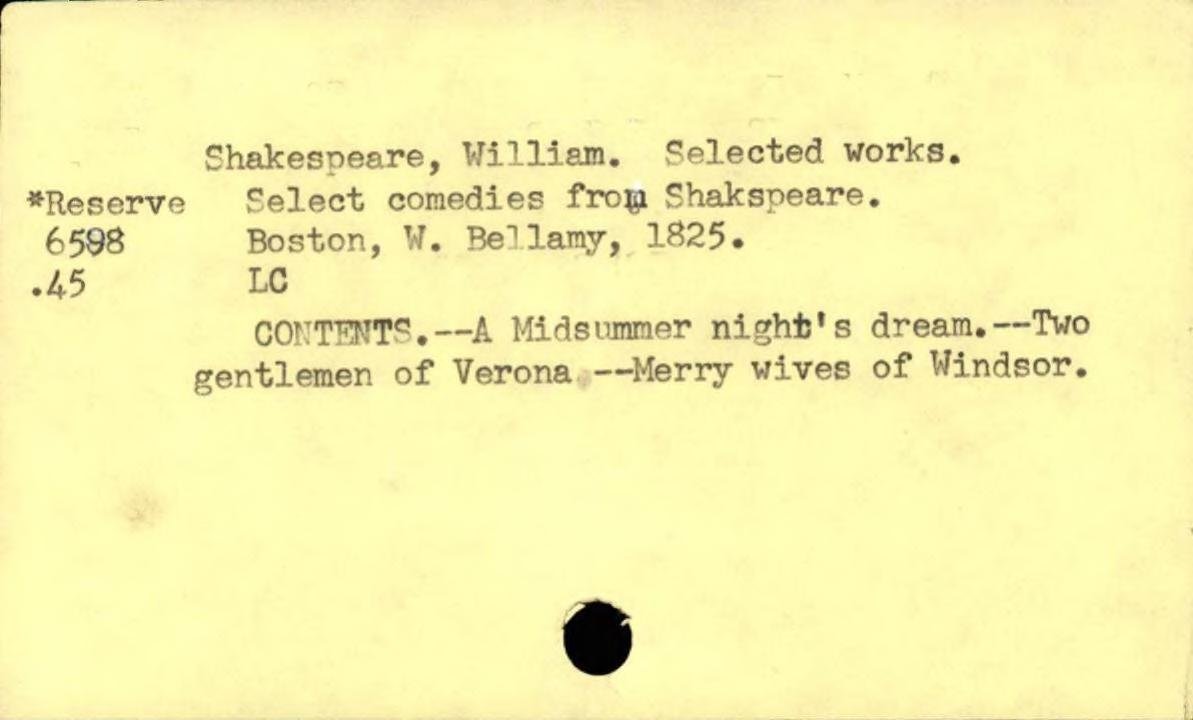 Shakespeare, William. Selected works.
*Reserve Select comedies from Shakspeare.
6598 Boston, W. Bellamy, 1825.
.45 LC
CONTENTS.--A Midsummer night's dream.--Two
gentlemen of Verona.--Merry wives of Windsor.